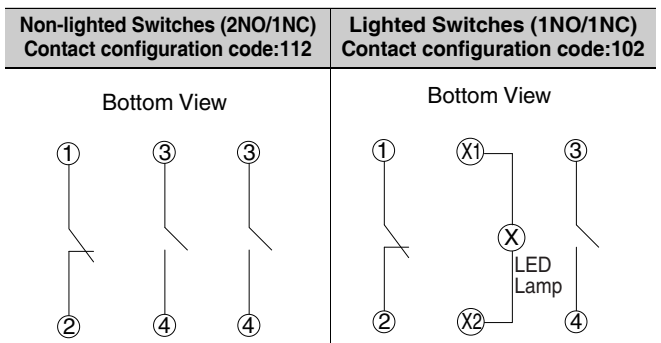 Non-lighted Switches (2NO/1NC)
Contact configuration code:112
Lighted Switches (1NO/1NC)
Contact configuration code:102
Bottom View
1 3 3
2 4 4
Bottom View
1 X1 3
X
LED
Lamp
2 X2 4